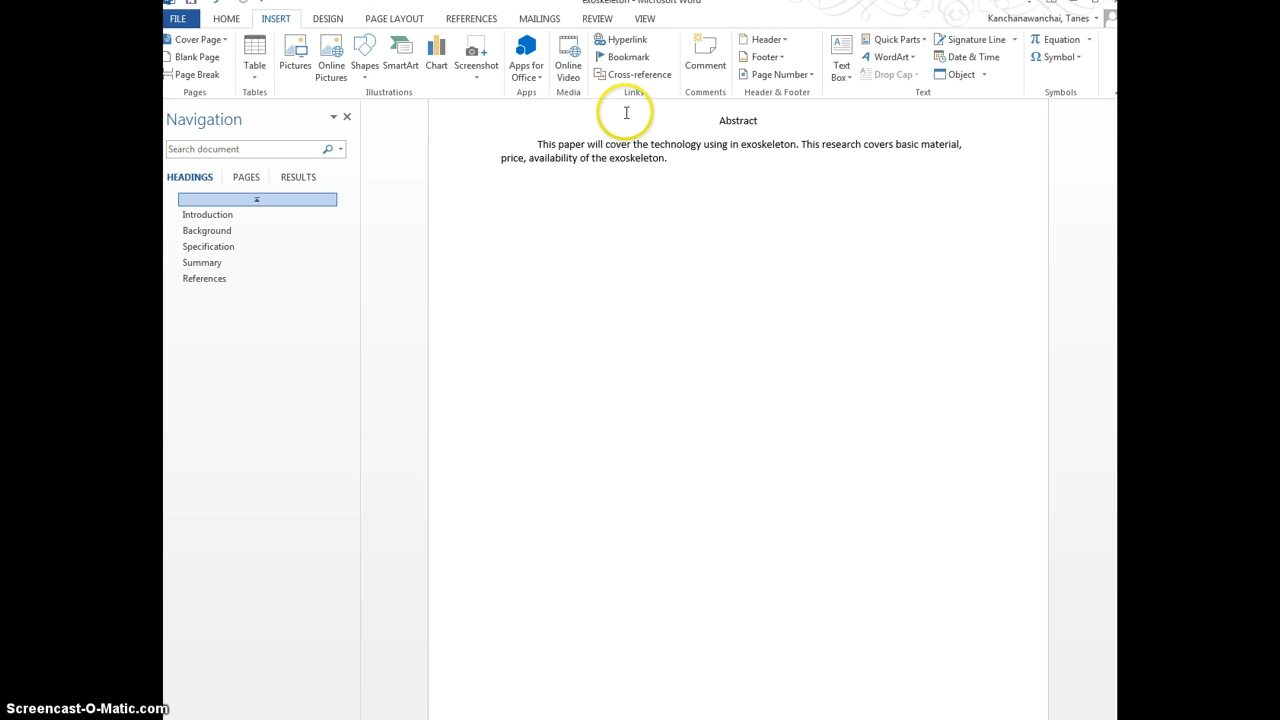 exoskeleton - Microsoft Word
FILE HOME INSERT DESIGN PAGE LAYOUT REFERENCES MAILINGS REVIEW VIEW Kanchanawanchai, Tanes
Cover Page
Blank Page
Page Break
Pages
Table
Tables
Pictures
Online
Pictures
Shapes
SmartArt
Chart
Screenshot
Illustrations
Apps for
Office
Apps
Online
Video
Media
Hyperlink
Bookmark
Cross-reference
Links
Comment
Comments
Header
Footer
Page Number
Header & Footer
Text
Box
Quick Parts
WordArt
Drop Cap
Signature Line
Date & Time
Object
Text
Equation
Symbol
Symbols
Navigation
Search document
HEADINGS PAGES RESULTS
Introduction
Background
Specification
Summary
References
Abstract
This paper will cover the technology using in exoskeleton. This research covers basic material,
price, availability of the exoskeleton.
Screencast-O-Matic.com